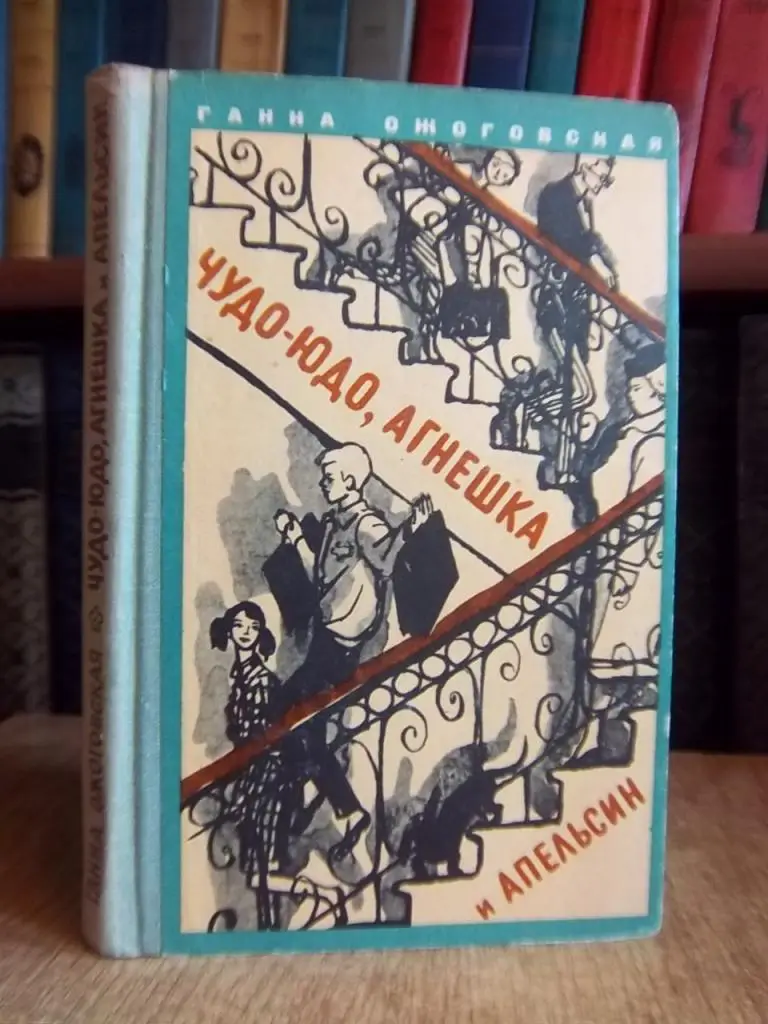 ГАННА ОЖОГОВСКАЯ
ЧУДО-ЮДО, АГНЕШКА
и АПЕЛЬСИН
ГАННА ОЖОГОВСКАЯ ЧУДО-ЮДО, АГНЕШКА и АПЕЛЬСИН